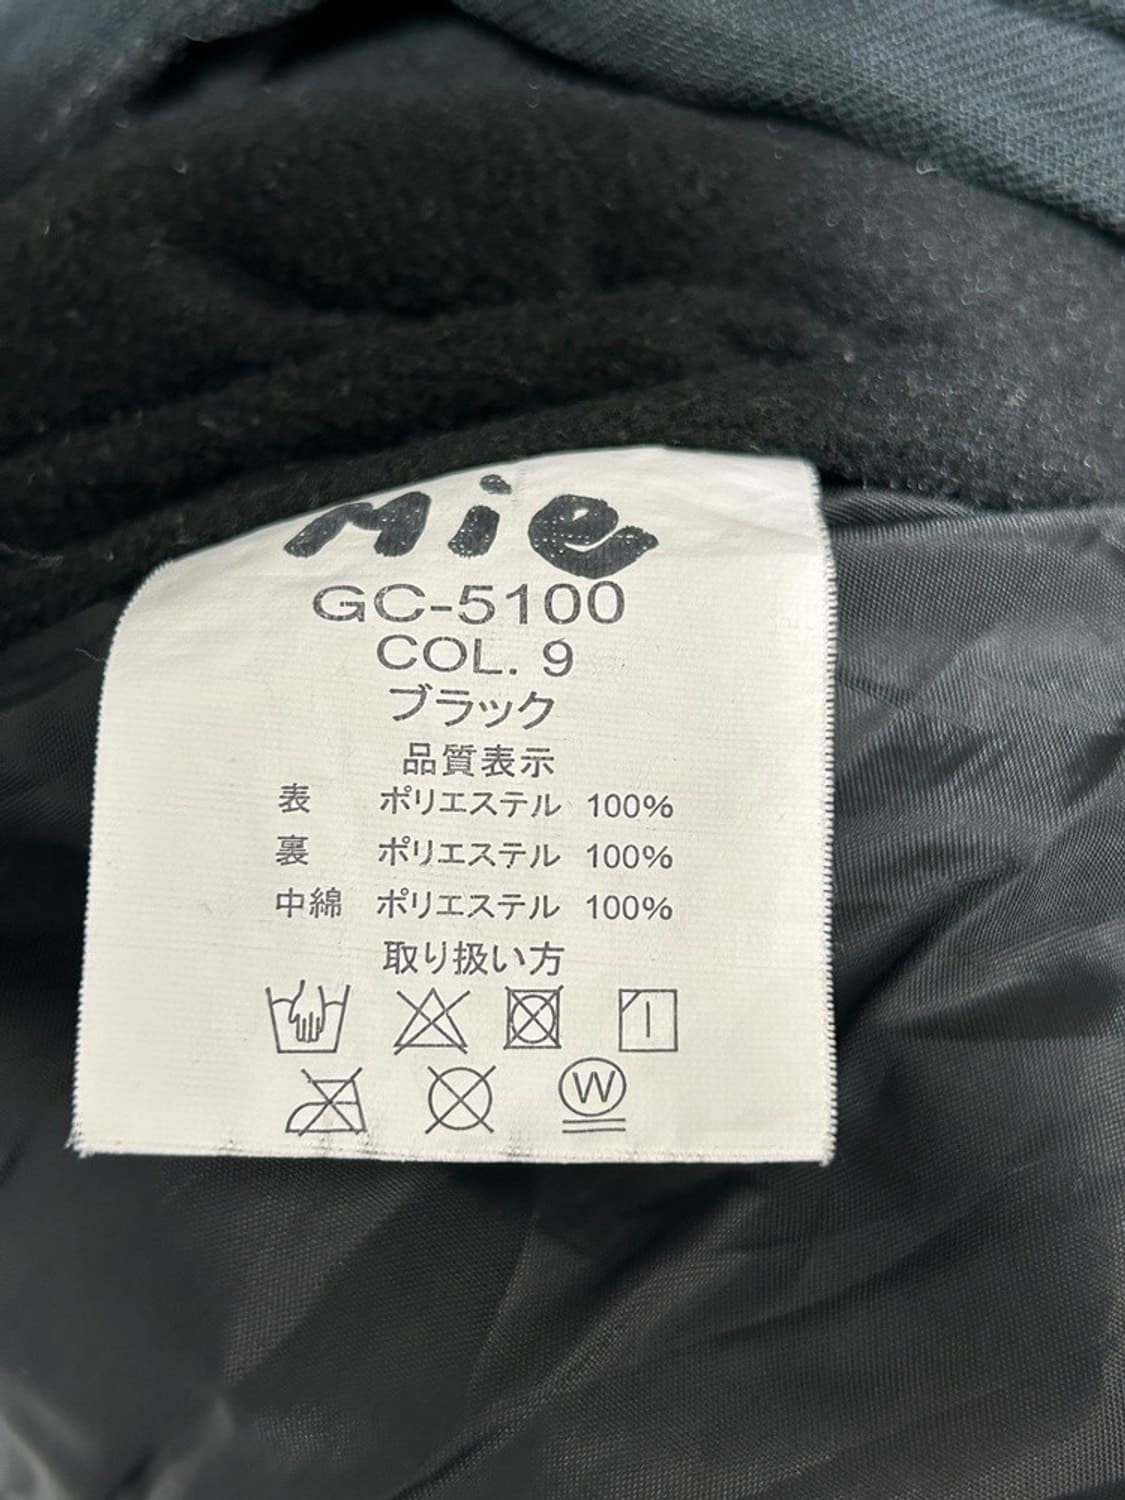 Mie
GC-5100
COL. 9
ブラック
品質表示
表 ポリエステル 100%
裏 ポリエステル 100%
中綿 ポリエステル 100%
取り扱い方
W